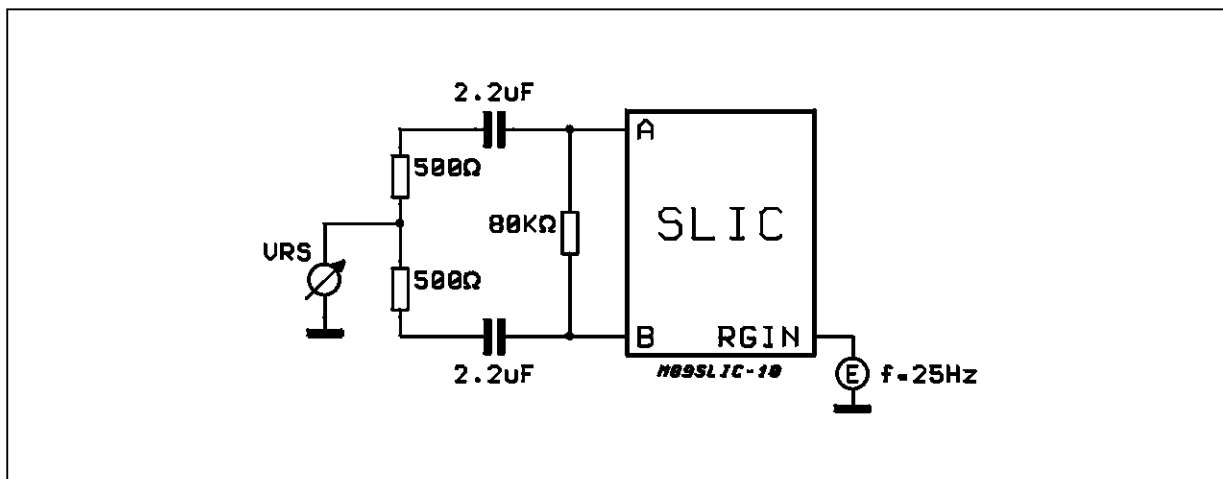 2.2uF
500Ω
A
80KΩ
SLIC
VRS
500Ω
B
RGIN
2.2uF
M89SLIC-10
E
f=25Hz